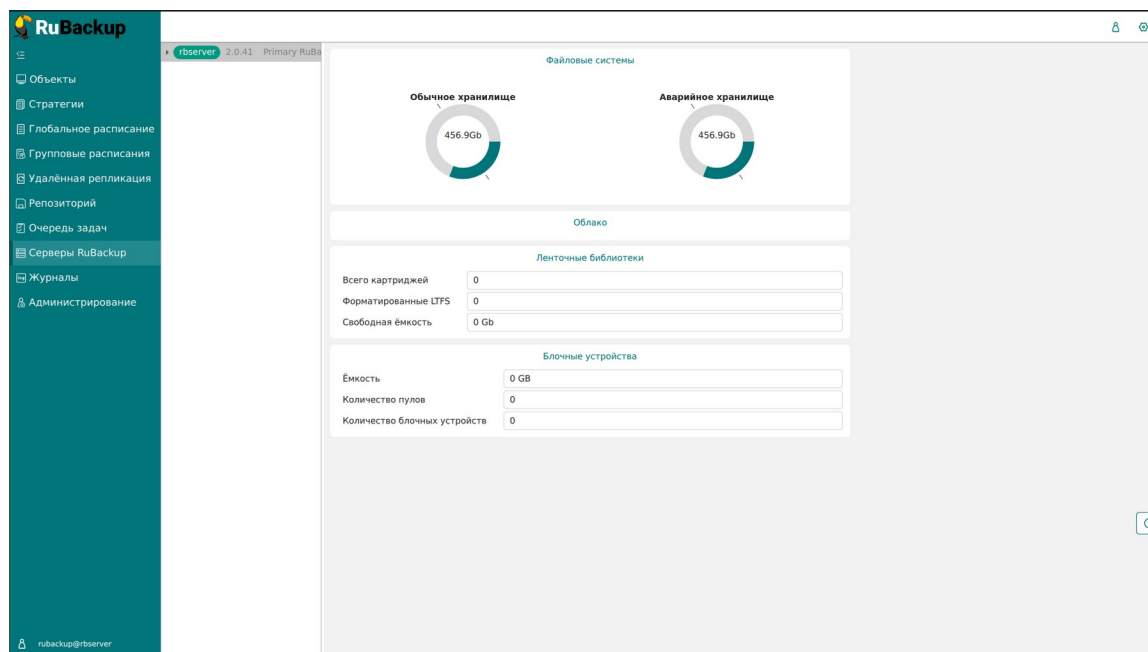 RuBackup
Объекты
Стратегии
Глобальное расписание
Групповые расписания
Удалённая репликация
Репозиторий
Очередь задач
Серверы RuBackup
Журналы
Администрирование
rubackup@rbserver
rbserver 2.0.41 Primary RuBa
Файловые системы
Обычное хранилище
456.9Gb
Аварийное хранилище
456.9Gb
Облако
Ленточные библиотеки
Всего картриджей 0
Форматированные LTFS 0
Свободная ёмкость 0 Gb
Блочные устройства
Ёмкость 0 GB
Количество пулов 0
Количество блочных устройств 0